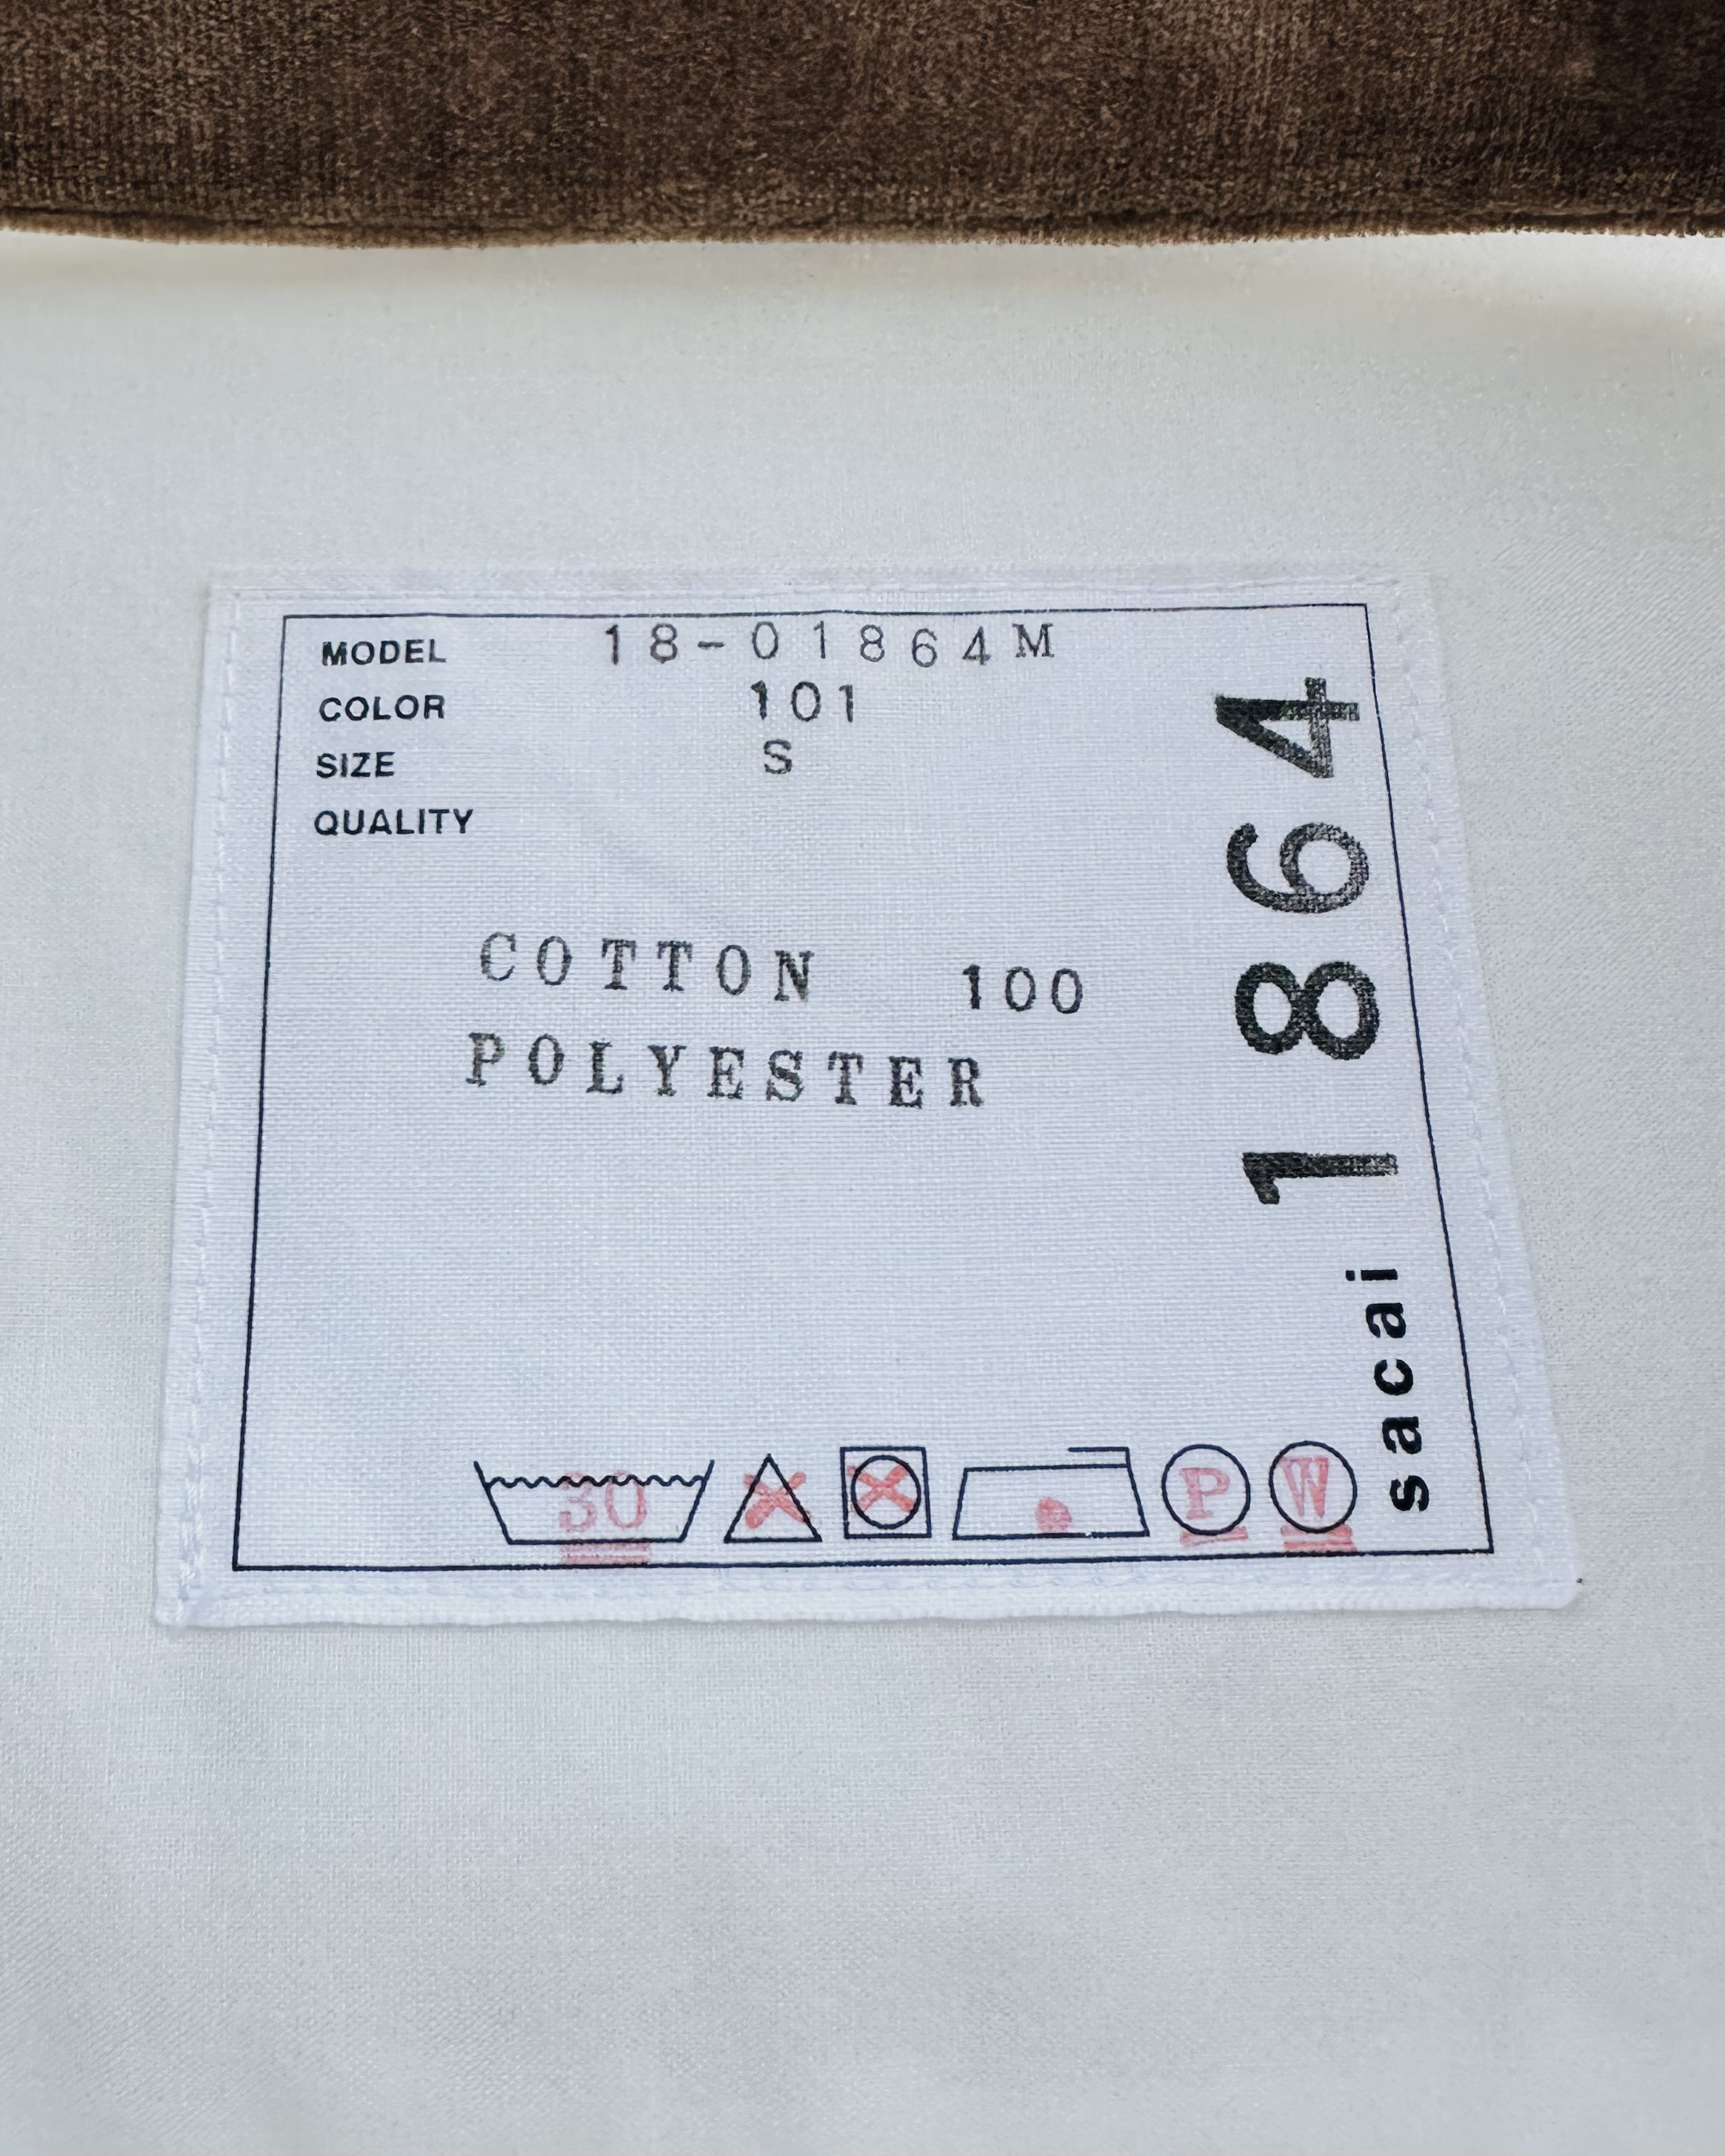 MODEL 18-01864M
COLOR 101
SIZE S
QUALITY
COTTON 100
POLYESTER
1864
sacai
30
P
W